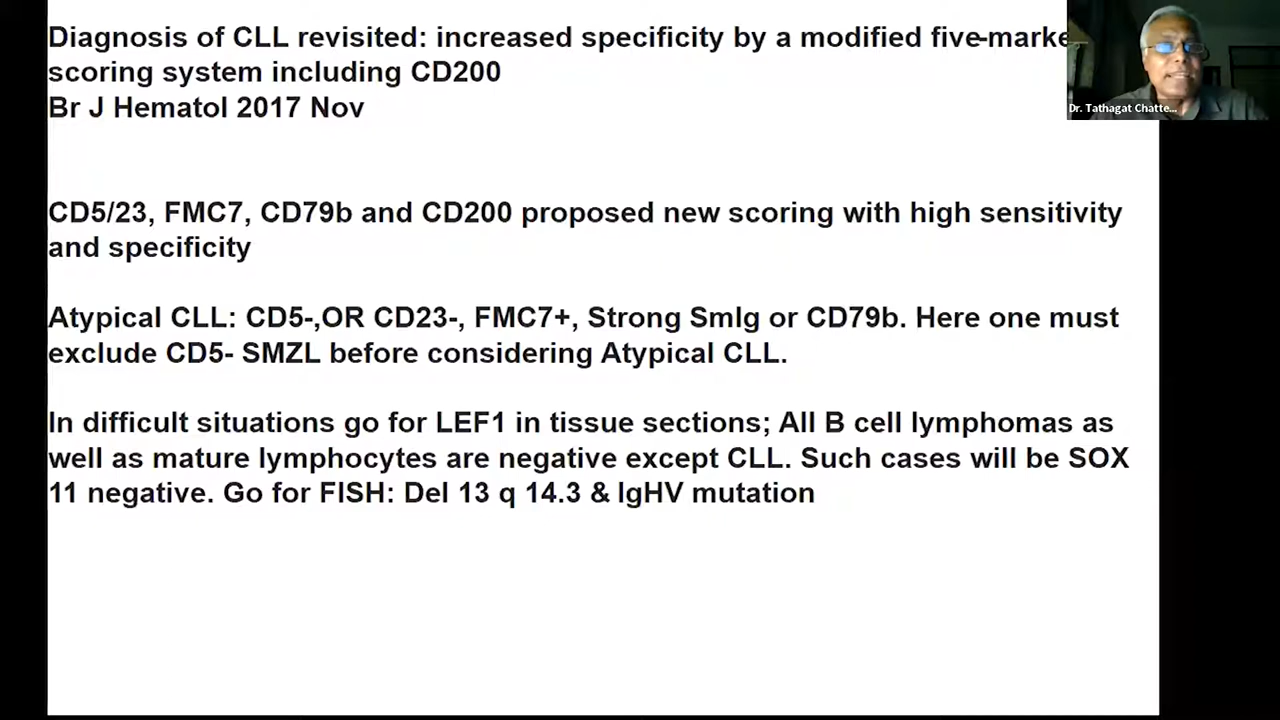 Diagnosis of CLL revisited: increased specificity by a modified five-marke
scoring system including CD200
Br J Hematol 2017 Nov
Dr. Tathagat Chatte...
CD5/23, FMC7, CD79b and CD200 proposed new scoring with high sensitivity
and specificity
Atypical CLL: CD5-,OR CD23-, FMC7+, Strong SmIg or CD79b. Here one must
exclude CD5- SMZL before considering Atypical CLL.
In difficult situations go for LEF1 in tissue sections; All B cell lymphomas as
well as mature lymphocytes are negative except CLL. Such cases will be SOX
11 negative. Go for FISH: Del 13 q 14.3 & IgHV mutation